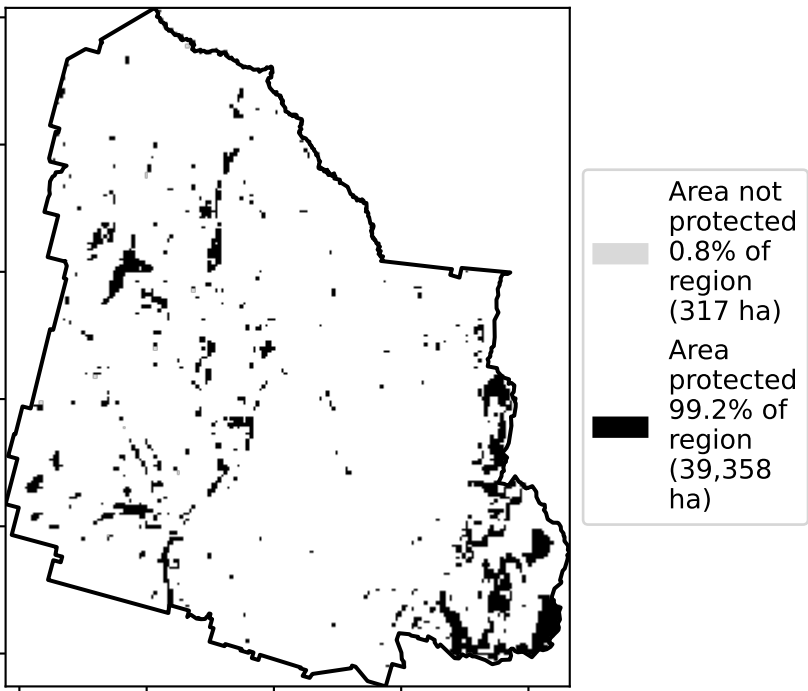 Area not
protected
0.8% of
region
(317 ha)
Area
protected
99.2% of
region
(39,358
ha)